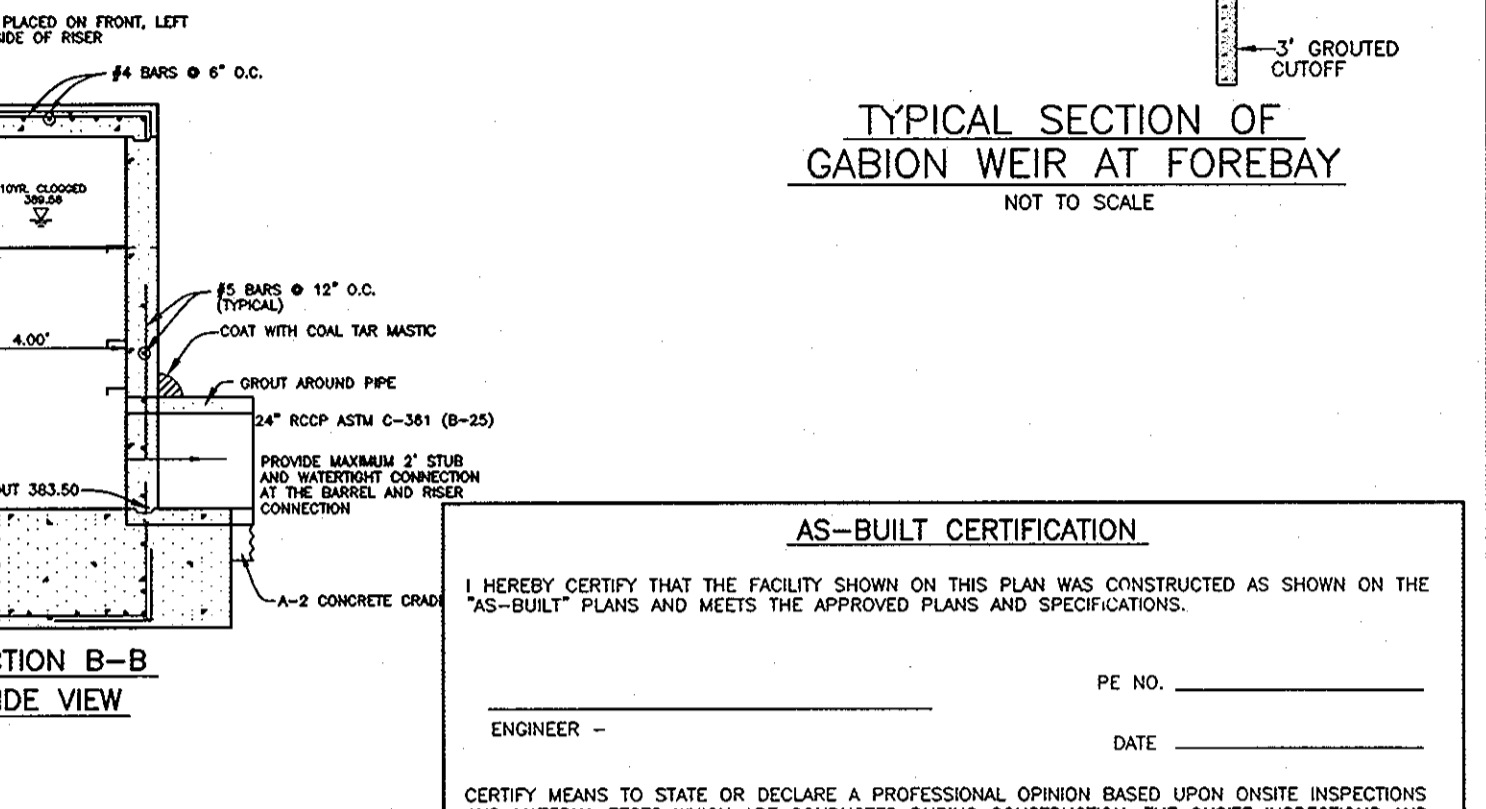 PLACED ON FRONT, LEFT
OF RISER
#4 BARS @ 6" O.C.
10YR. CLOGGED
389.58
#5 BARS @ 12" O.C.
(TYPICAL)
COAT WITH COAL TAR MASTIC
4.00'
GROUT AROUND PIPE
24" RCCP ASTM C-361 (B-25)
PROVIDE MAXIMUM 2' STUB
AND WATERTIGHT CONNECTION
AT THE BARREL AND RISER
CONNECTION
383.50
A-2 CONCRETE
B-B
VIEW
3' GROUTED
CUTOFF
TYPICAL SECTION OF
GABION WEIR AT FOREBAY
NOT TO SCALE
AS-BUILT CERTIFICATION
I HEREBY CERTIFY THAT THE FACILITY SHOWN ON THIS PLAN WAS CONSTRUCTED AS SHOWN ON THE
"AS-BUILT" PLANS AND MEETS THE APPROVED PLANS AND SPECIFICATIONS.
PE NO.
ENGINEER -
DATE
CERTIFY MEANS TO STATE OR DECLARE A PROFESSIONAL OPINION BASED UPON ONSITE INSPECTIONS